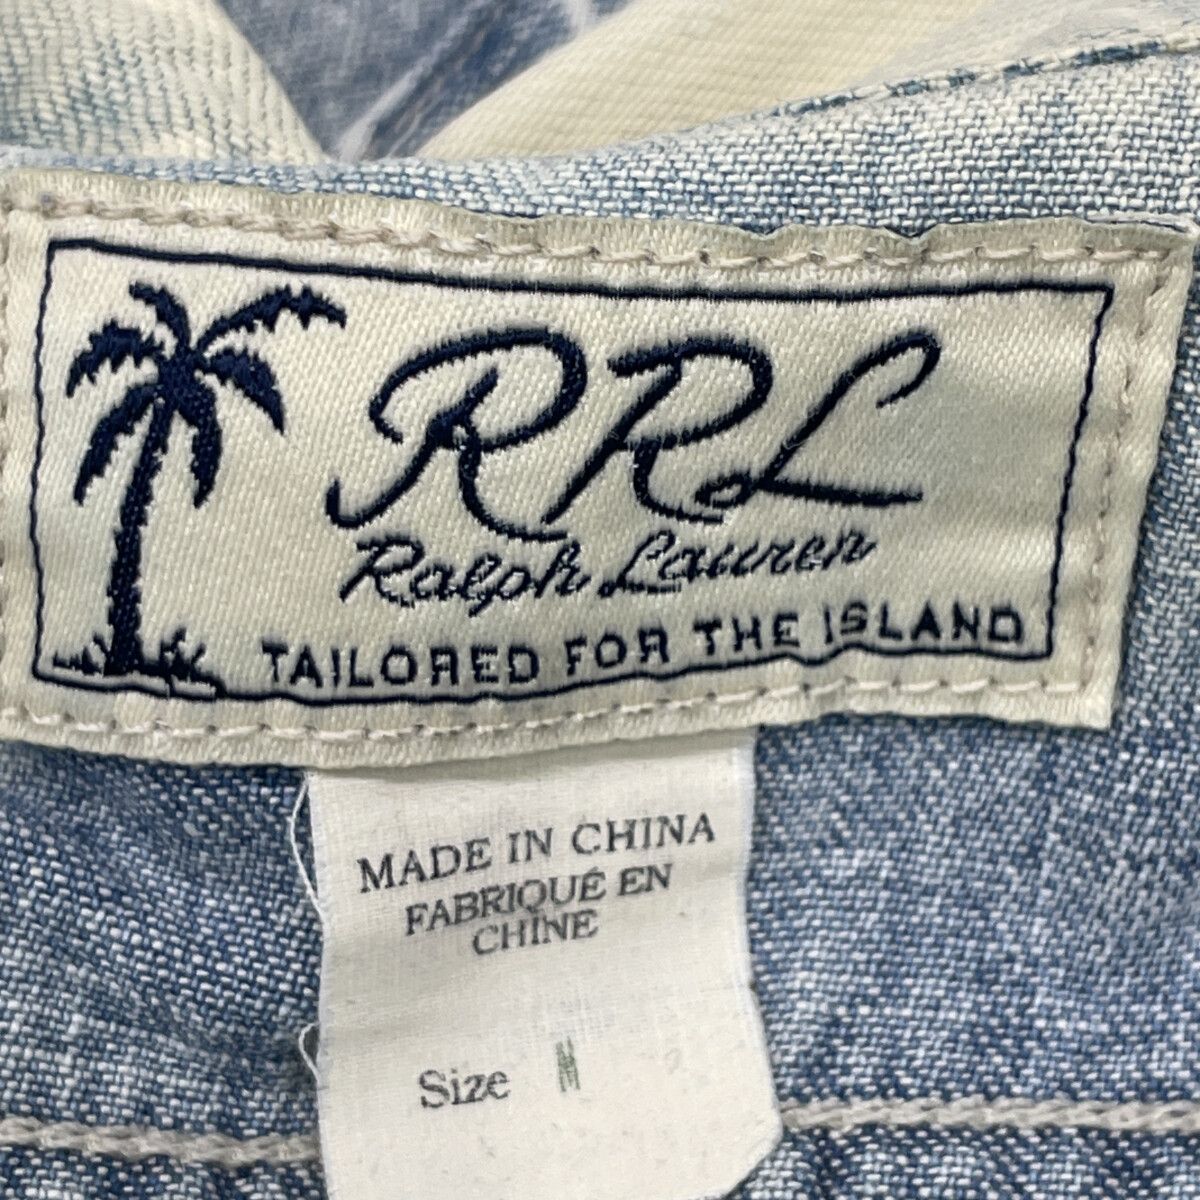 RRL
Ralph Lauren
TAILORED FOR THE ISLAND
MADE IN CHINA
FABRIQUÉ EN
CHINE
Size M